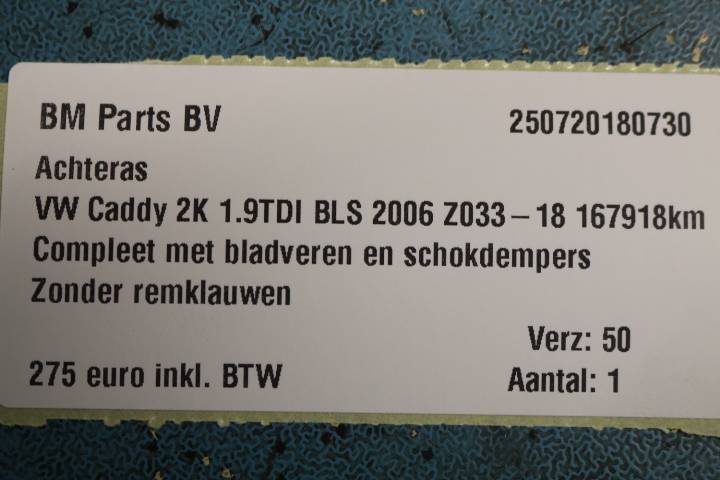 BM Parts BV 250720180730
Achteras
VW Caddy 2K 1.9TDI BLS 2006 Z033-18 167918km
Compleet met bladveren en schokdempers
Zonder remklauwen
Verz: 50
275 euro inkl. BTW Aantal: 1